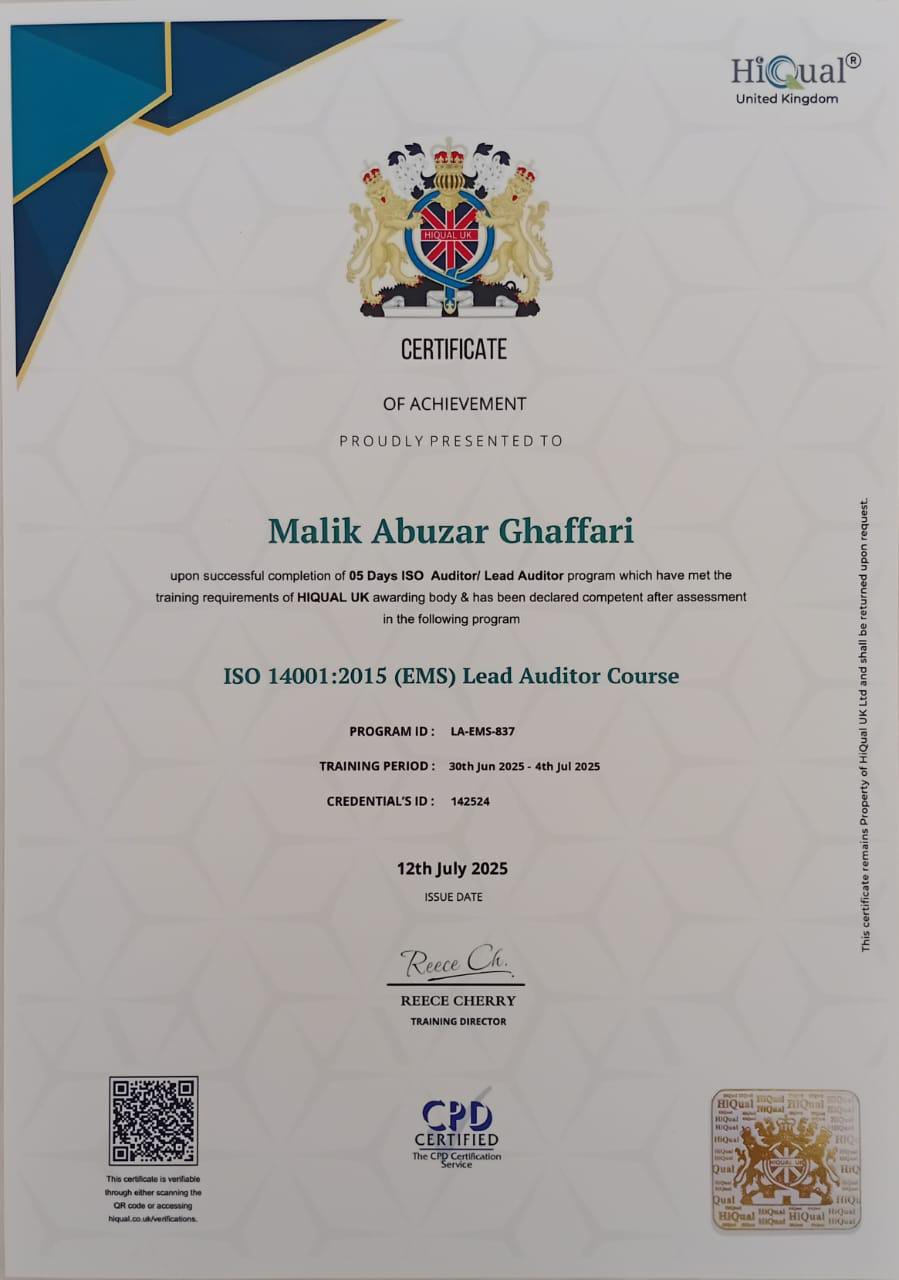 HiQual®
United Kingdom
HIQUAL UK
CERTIFICATE
OF ACHIEVEMENT
PROUDLY PRESENTED TO
Malik Abuzar Ghaffari
upon successful completion of 05 Days ISO Auditor/ Lead Auditor program which have met the
training requirements of HIQUAL UK awarding body & has been declared competent after assessment
in the following program
ISO 14001:2015 (EMS) Lead Auditor Course
PROGRAM ID : LA-EMS-837
TRAINING PERIOD : 30th Jun 2025 - 4th Jul 2025
CREDENTIAL'S ID : 142524
12th July 2025
ISSUE DATE
Reece Ch.
REECE CHERRY
TRAINING DIRECTOR
This certificate remains Property of HiQual UK Ltd and shall be returned upon request.
This certificate is verifiable
through either scanning the
QR code or accessing
hiqual.co.uk/verifications.
CPD
CERTIFIED
The CPD Certification
Service
HiQual HiQual HiQual
HIQUAL UK
HiQual HiQual HiQual HiQual